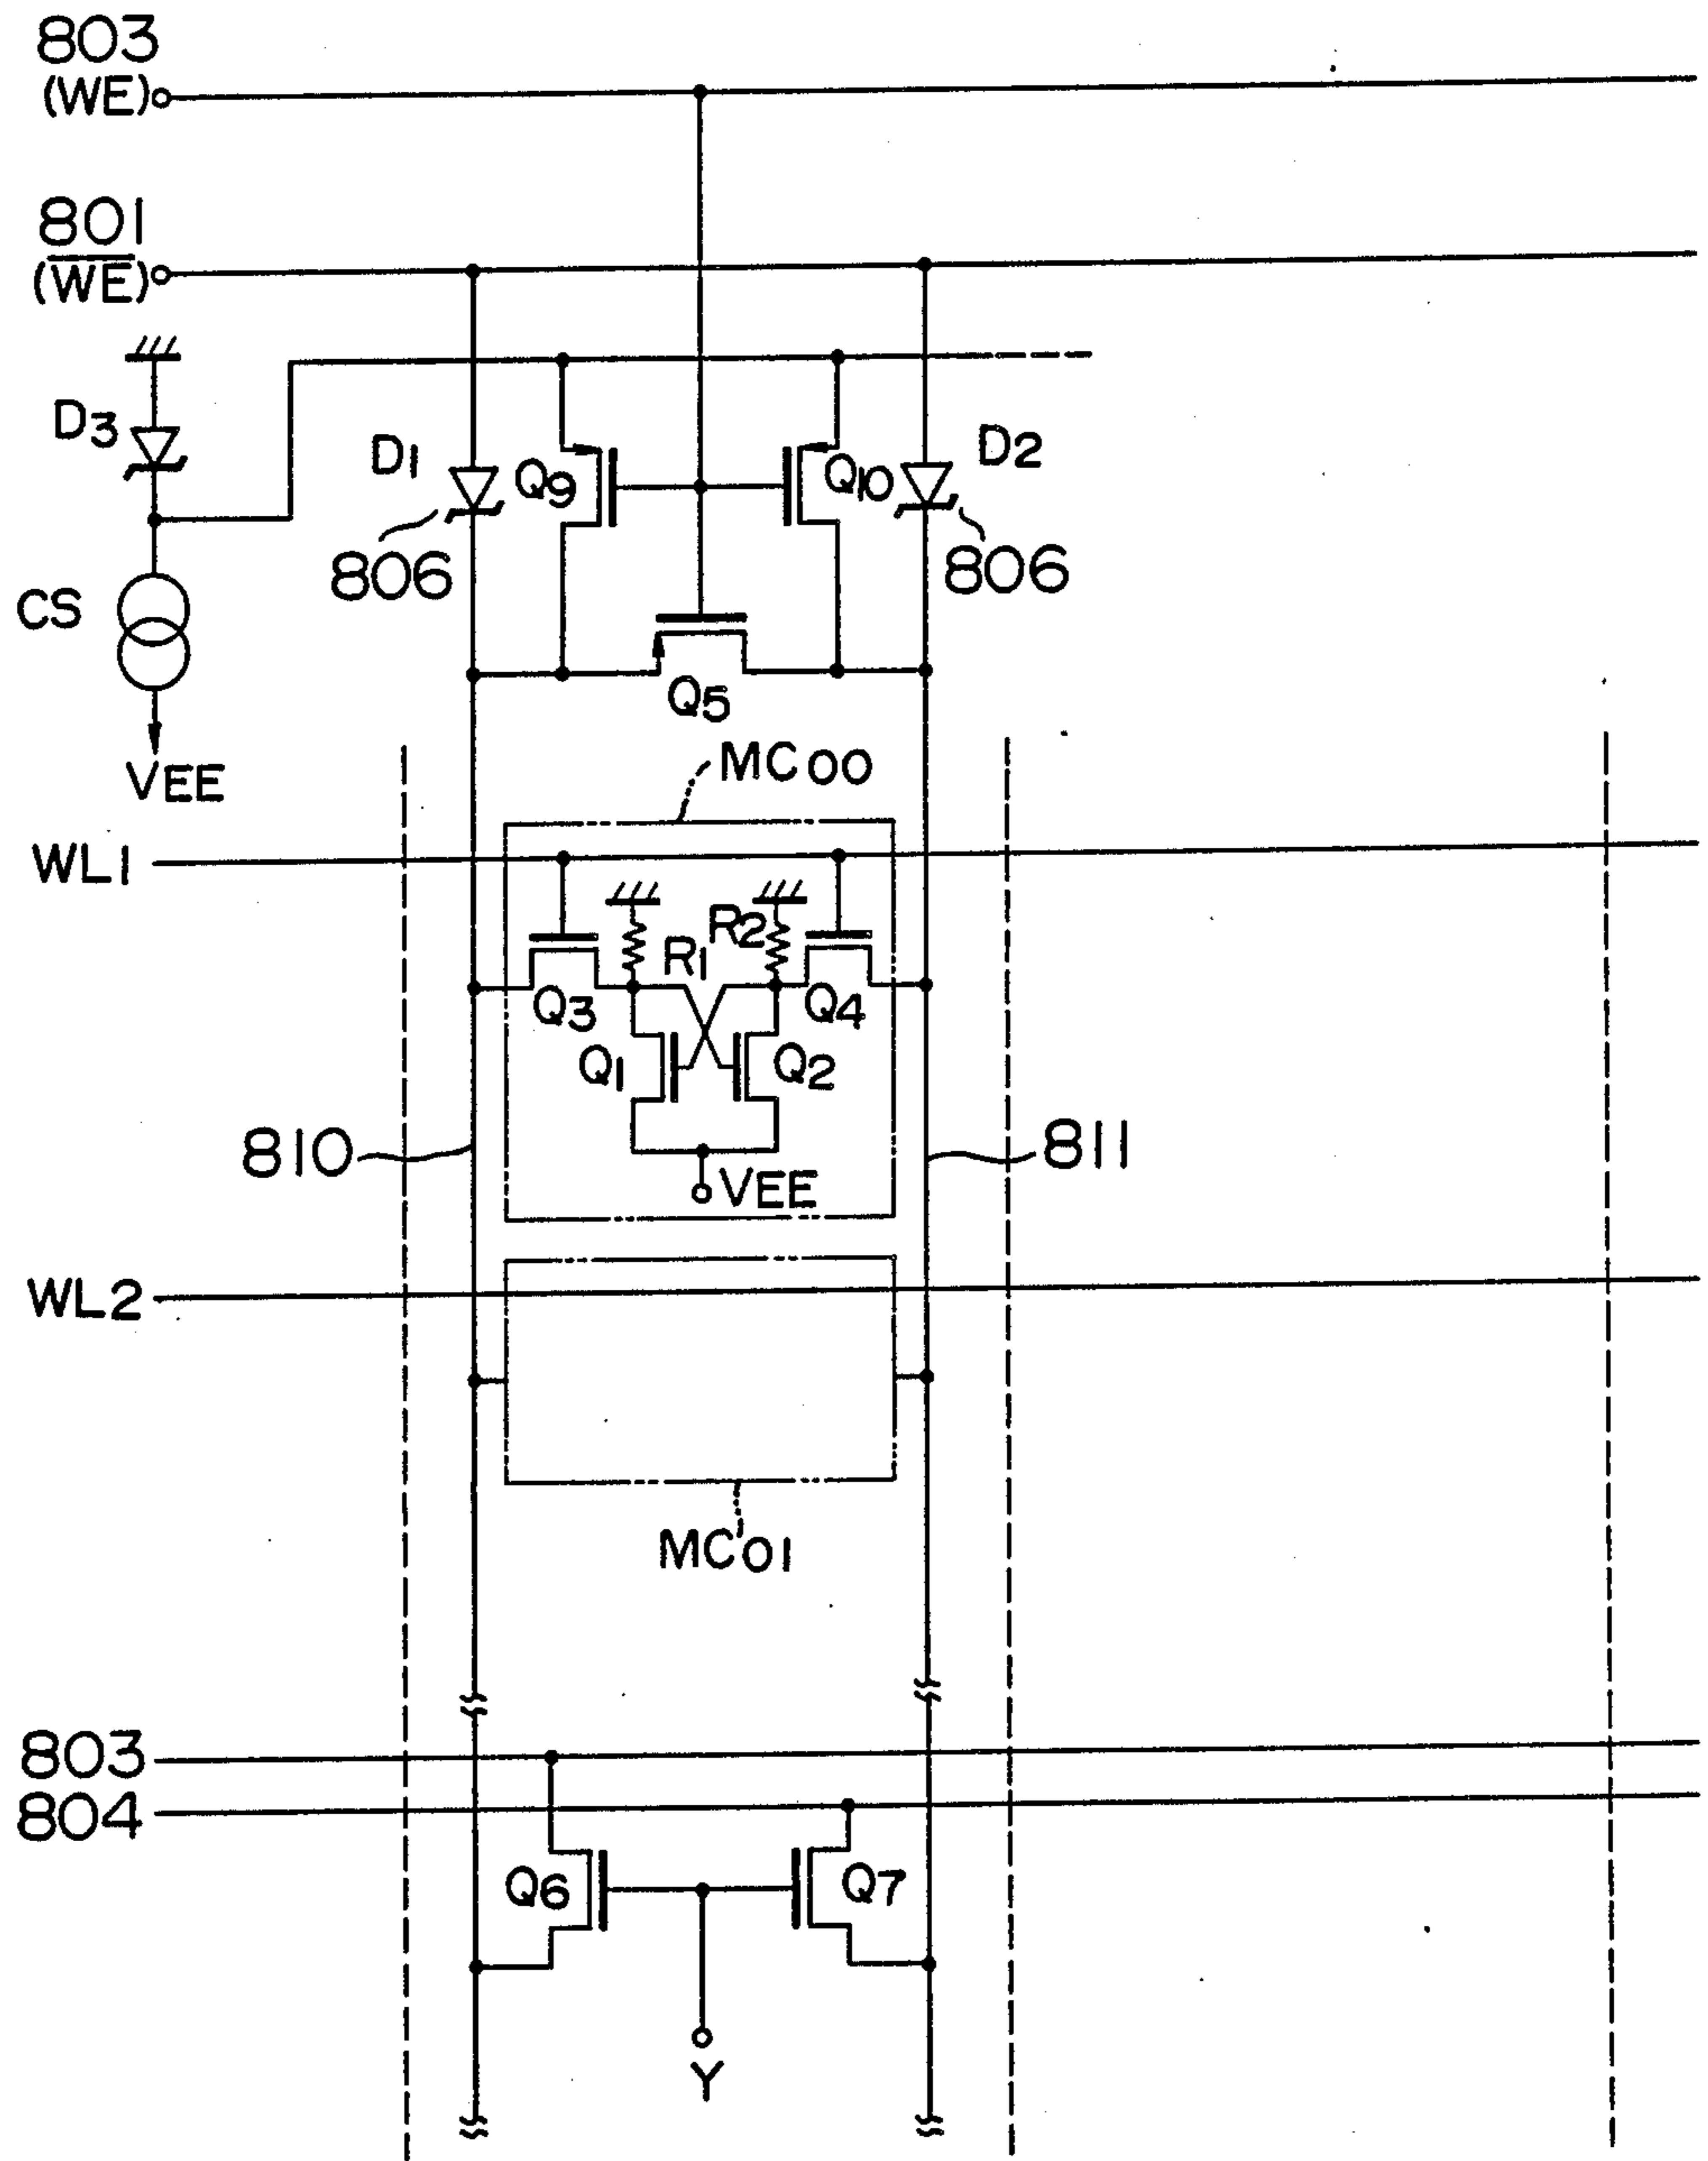 803
(WE)
801
(W̅E̅)
D3
D1
Q9
Q10
D2
806
806
CS
Q5
VEE
MC00
WL1
R1
R2
Q3
Q4
Q1
Q2
810
811
VEE
WL2
MC01
803
804
Q6
Q7
Y